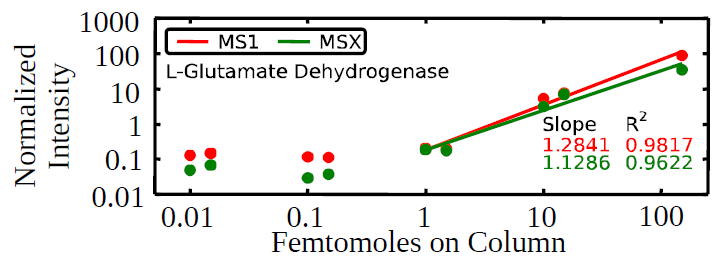 Normalized
Intensity
1000
100
10
1
0.1
0.01
MS1 MSX
L-Glutamate Dehydrogenase
Slope R2
1.2841 0.9817
1.1286 0.9622
0.01 0.1 1 10 100
Femtomoles on Column